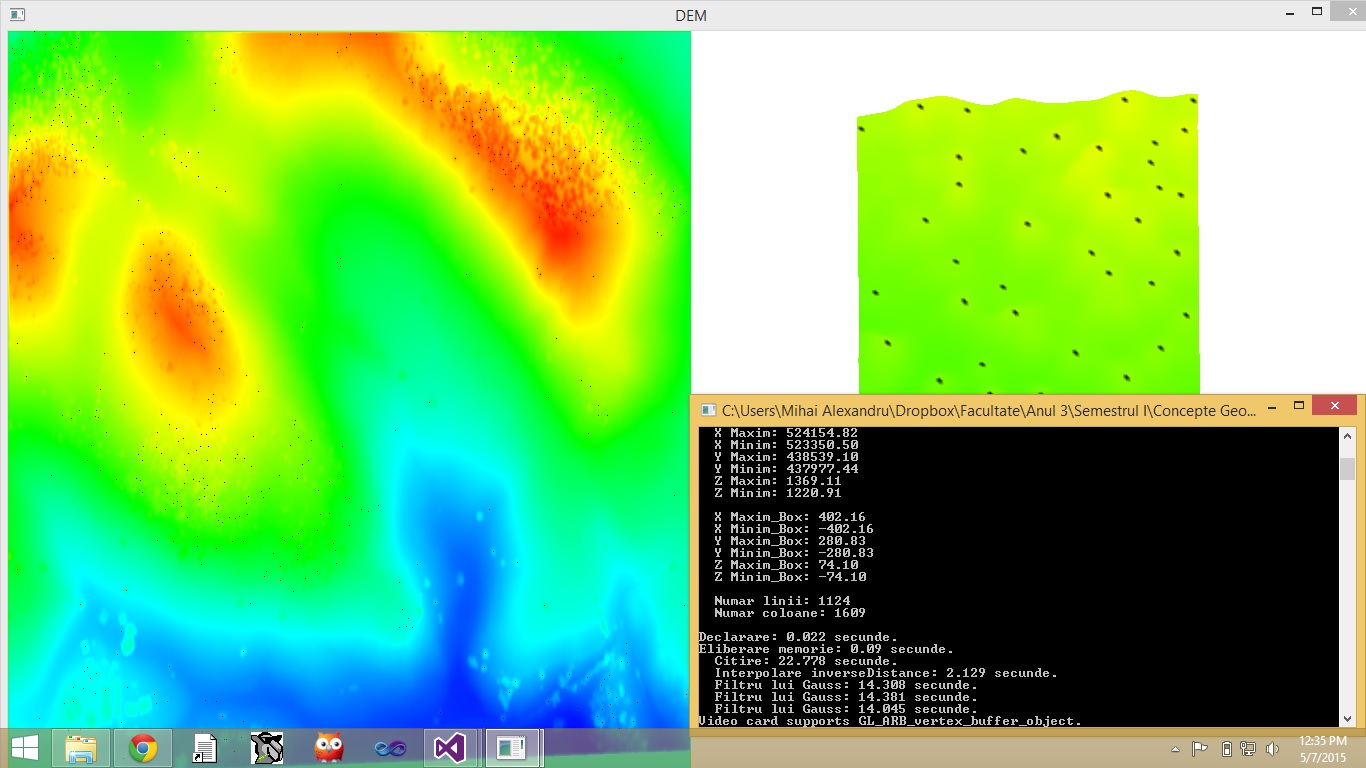 DEM
C:\Users\Mihai Alexandru\Dropbox\Facultate\Anul 3\Semestrul I\Concepte Geo...
X Maxim: 524154.82
X Minim: 523350.50
Y Maxim: 438539.10
Y Minim: 437977.44
Z Maxim: 1369.11
Z Minim: 1220.91
X Maxim_Box: 402.16
X Minim_Box: -402.16
Y Maxim_Box: 280.83
Y Minim_Box: -280.83
Z Maxim_Box: 74.10
Z Minim_Box: -74.10
Numar linii: 1124
Numar coloane: 1609
Declarare: 0.022 secunde.
Eliberare memorie: 0.09 secunde.
Citire: 22.778 secunde.
Interpolare inverseDistance: 2.129 secunde.
Filtru lui Gauss: 14.308 secunde.
Filtru lui Gauss: 14.381 secunde.
Filtru lui Gauss: 14.045 secunde.
Video card supports GL_ARB_vertex_buffer_object.
12:35 PM
5/7/2015